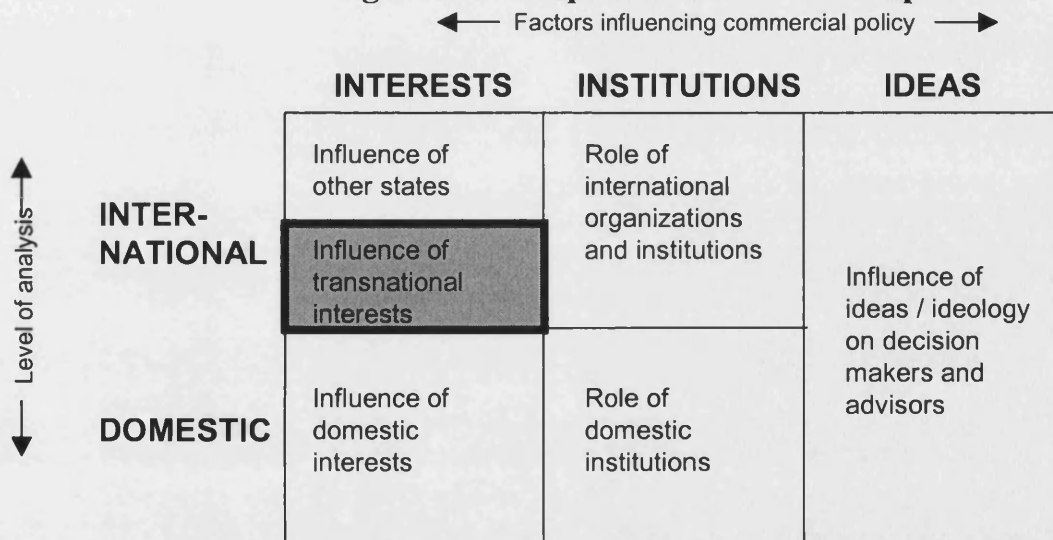 Factors influencing commercial policy
INTERESTS INSTITUTIONS IDEAS
Level of analysis
INTER-
NATIONAL
Influence of
other states
Influence of
transnational
interests
Role of
international
organizations
and institutions
Influence of
ideas / ideology
on decision
makers and
advisors
DOMESTIC
Influence of
domestic
interests
Role of
domestic
institutions